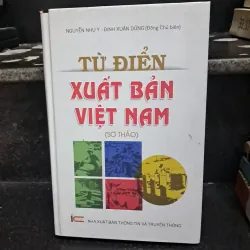 NGUYỄN NHƯ Ý - ĐINH XUÂN DŨNG (Đồng Chủ biên)
TỪ ĐIỂN
XUẤT BẢN
VIỆT NAM
(SƠ THẢO)
NHÀ XUẤT BẢN THÔNG TIN VÀ TRUYỀN THÔNG